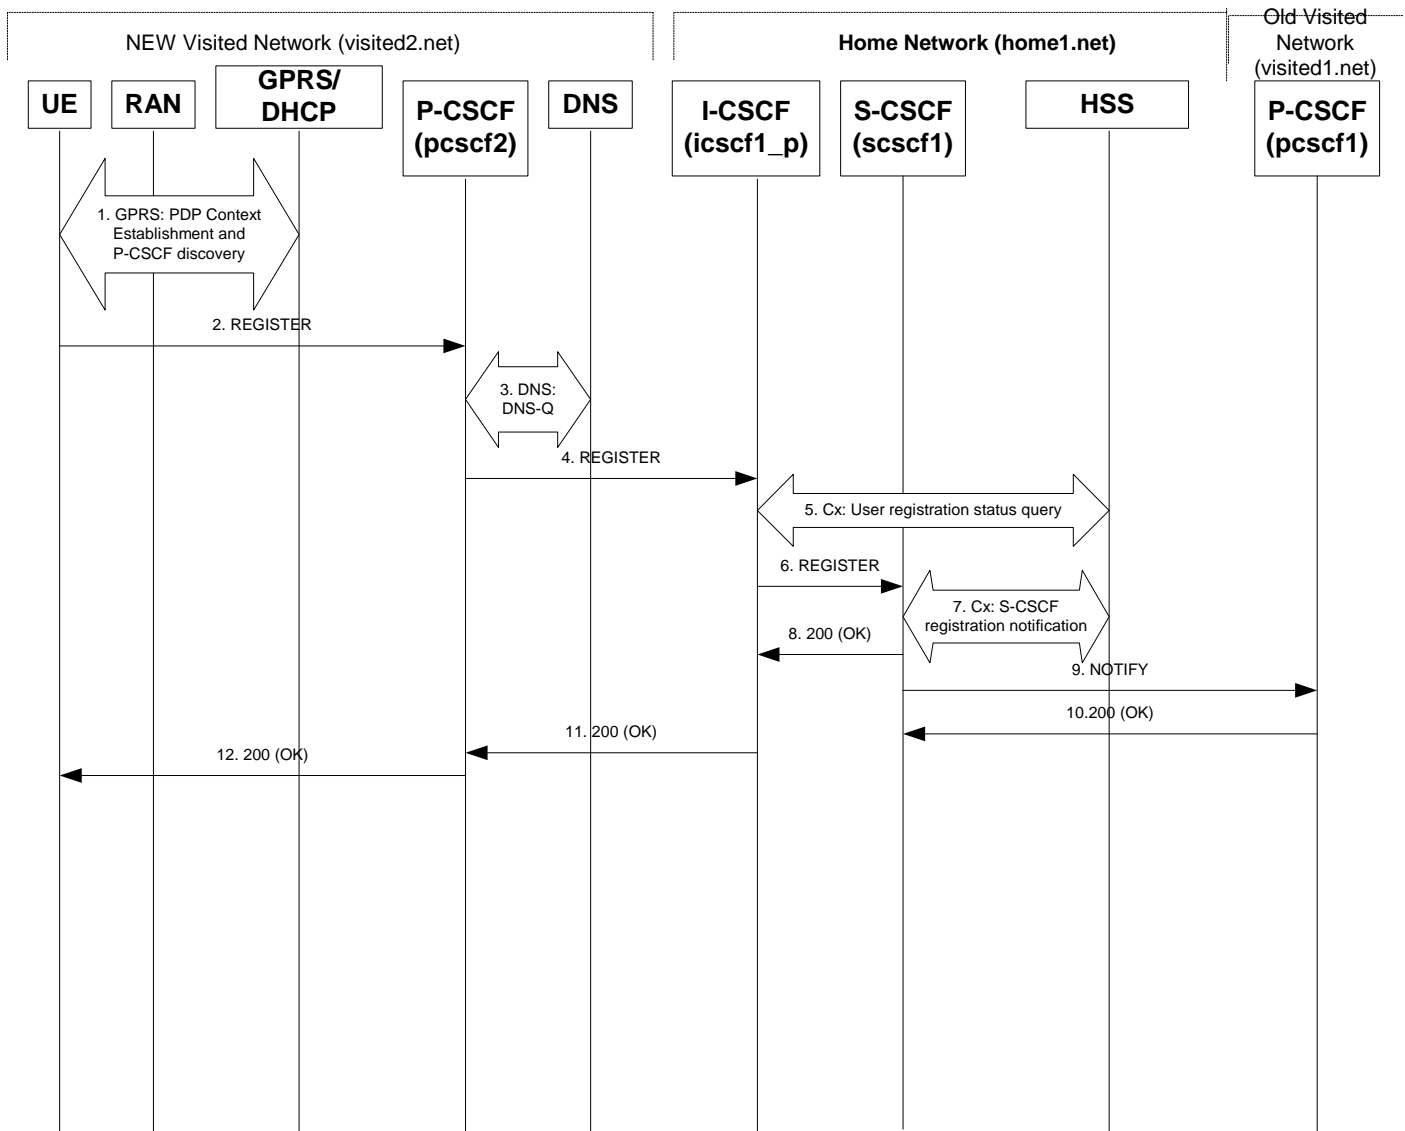 NEW Visited Network (visited2.net)
Home Network (home1.net)
Old Visited
Network
(visited1.net)
UE
RAN
GPRS/
DHCP
P-CSCF
(pcscf2)
DNS
I-CSCF
(icscf1_p)
S-CSCF
(scscf1)
HSS
P-CSCF
(pcscf1)
1. GPRS: PDP Context
Establishment and
P-CSCF discovery
2. REGISTER
3. DNS:
DNS-Q
4. REGISTER
5. Cx: User registration status query
6. REGISTER
7. Cx: S-CSCF
registration notification
8. 200 (OK)
9. NOTIFY
10.200 (OK)
11. 200 (OK)
12. 200 (OK)